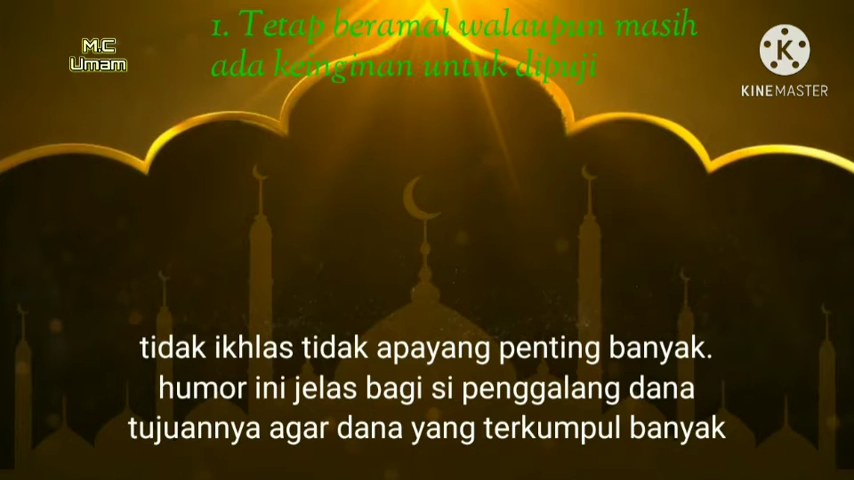 1. Tetap beramal walaupun masih
ada keinginan untuk dipuji
M.C
Umam
KINEMASTER
tidak ikhlas tidak apayang penting banyak.
humor ini jelas bagi si penggalang dana
tujuannya agar dana yang terkumpul banyak